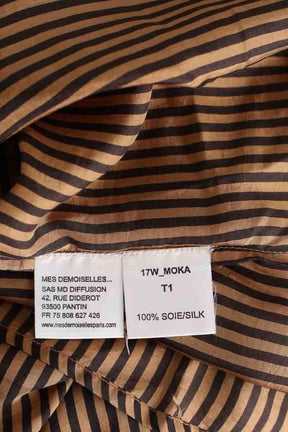 MES DEMOISELLES...
SAS MD DIFFUSION
42, RUE DIDEROT
93500 PANTIN
FR 75 808 627 426
www.mesdemoisellesparis.com
17W_MOKA
T1
100% SOIE/SILK